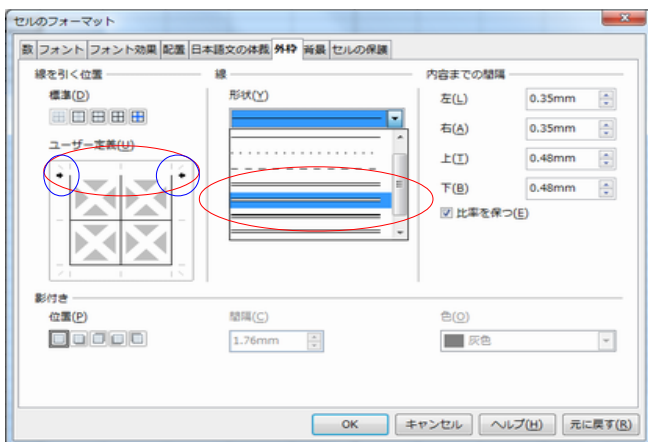 セルのフォーマット
数 フォント フォント効果 配置 日本語文の体裁 外枠 背景 セルの保護
線を引く位置
標準(D)
ユーザー定義(U)
線
形状(Y)
内容までの間隔
左(L) 0.35mm
右(A) 0.35mm
上(T) 0.48mm
下(B) 0.48mm
比率を保つ(E)
影付き
位置(P)
間隔(C)
1.76mm
色(O)
灰色
OK キャンセル ヘルプ(H) 元に戻す(R)